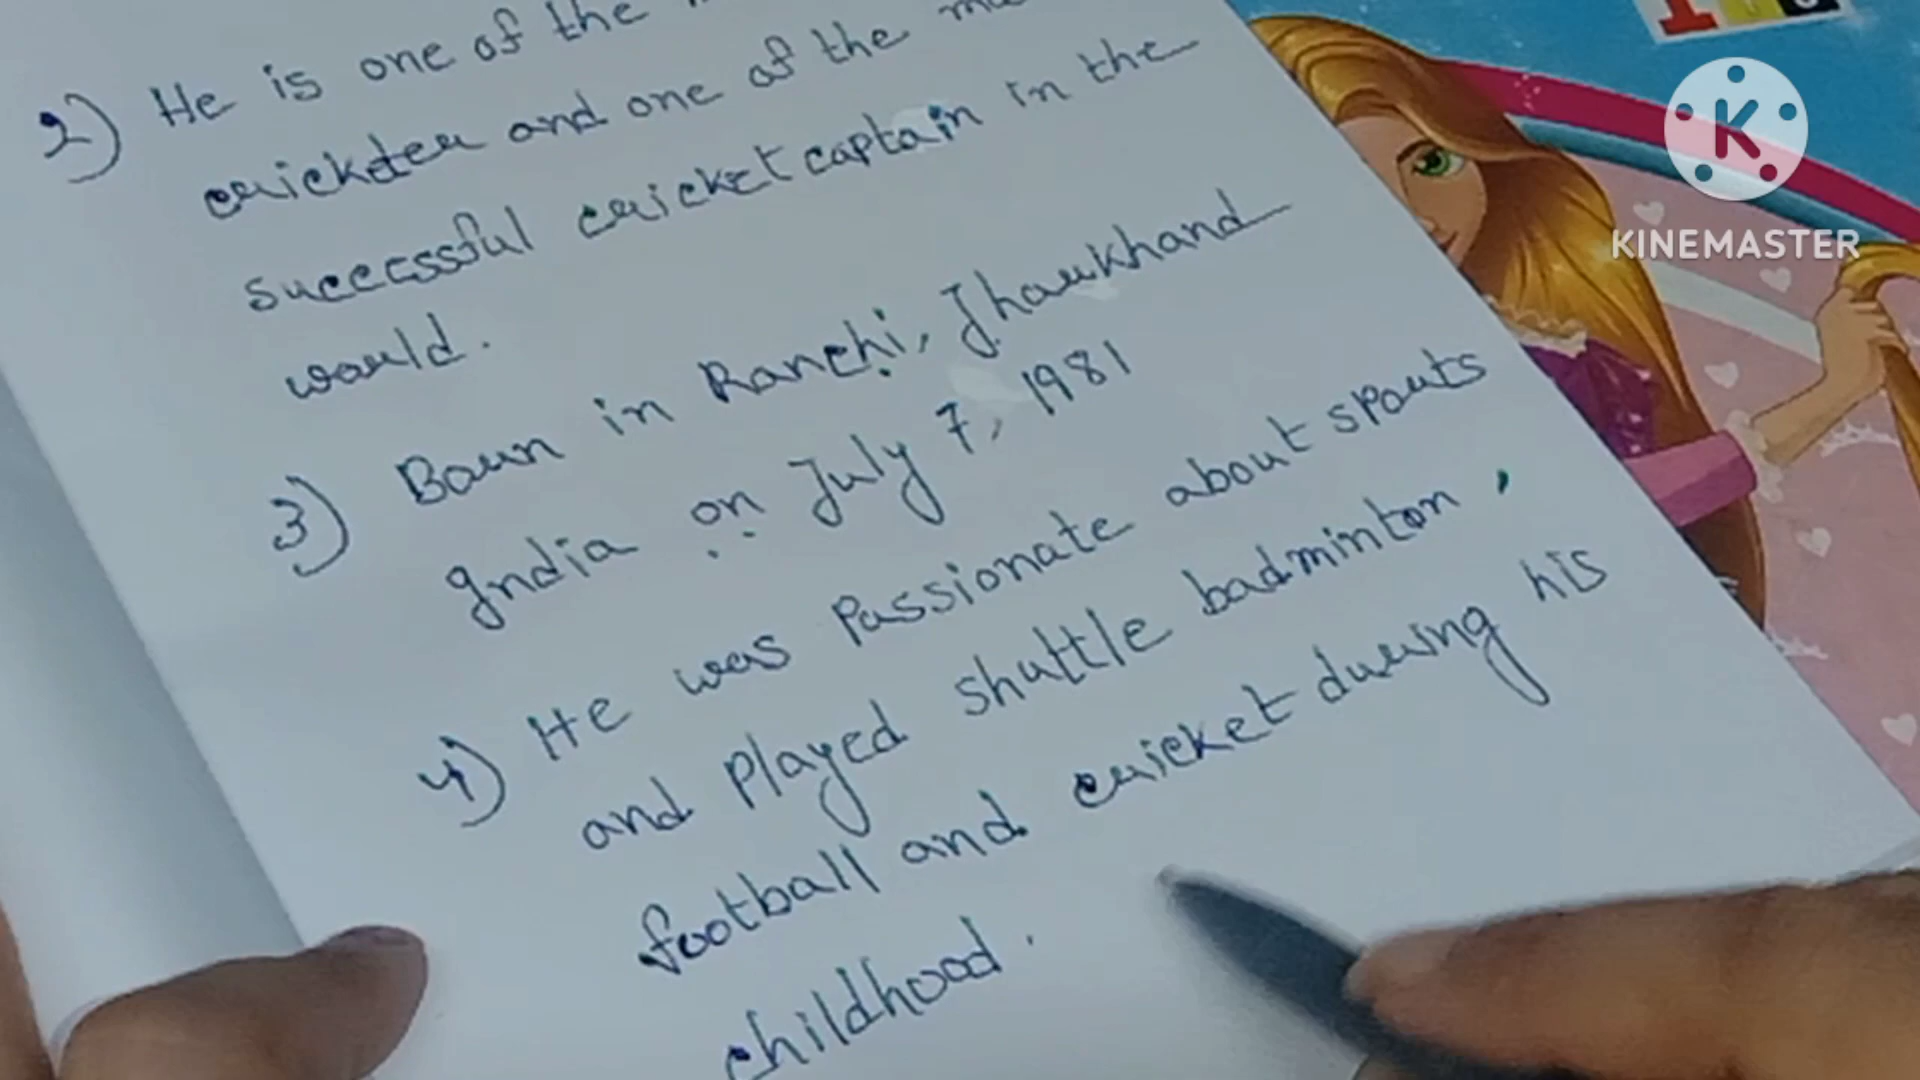 2) He is one of the
crickter and one of the
successful cricket captain in the
world.
3) Born in Ranchi, Jharkhand
India on July 7, 1981
4) He was Passionate about sports
and Played shuttle badminton,
football and cricket during his
childhood.
KINEMASTER